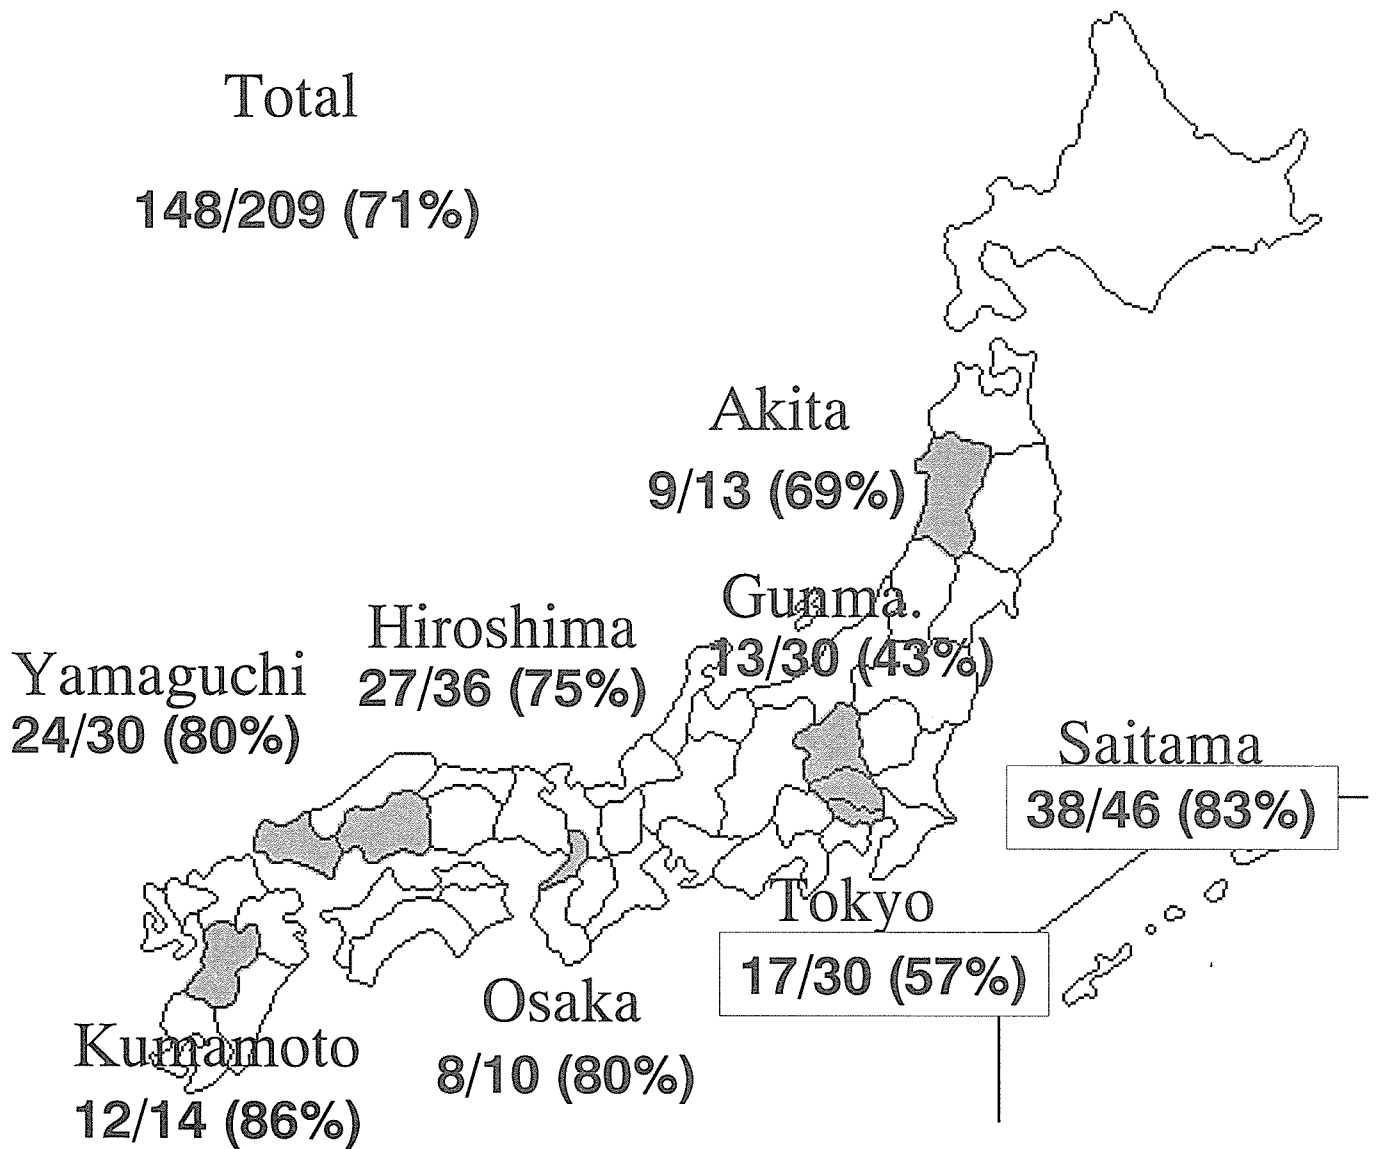 Total
148/209 (71%)
Akita
9/13 (69%)
Gunma.
13/30 (43%)
Hiroshima
27/36 (75%)
Yamaguchi
24/30 (80%)
Saitama
38/46 (83%)
Tokyo
17/30 (57%)
Osaka
8/10 (80%)
Kumamoto
12/14 (86%)